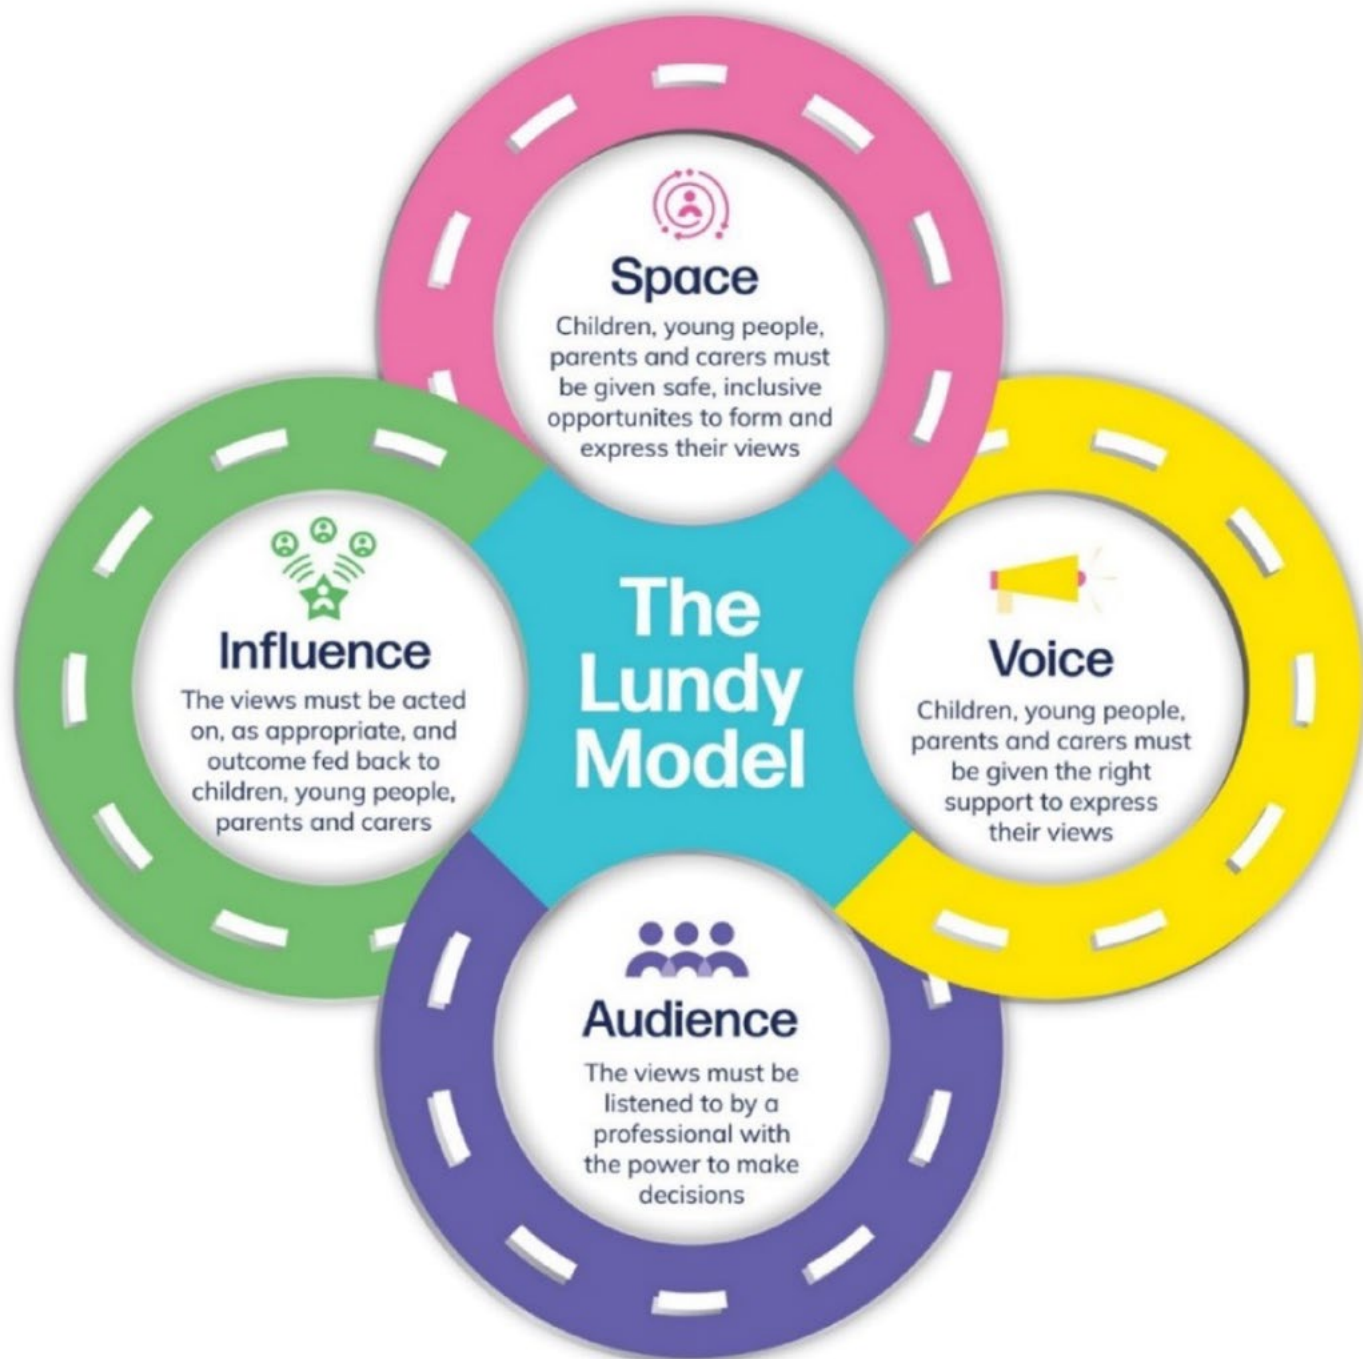 Space
Children, young people,
parents and carers must
be given safe, inclusive
opportunites to form and
express their views
Influence
The views must be acted
on, as appropriate, and
outcome fed back to
children, young people,
parents and carers
The
Lundy
Model
Voice
Children, young people,
parents and carers must
be given the right
support to express
their views
Audience
The views must be
listened to by a
professional with
the power to make
decisions